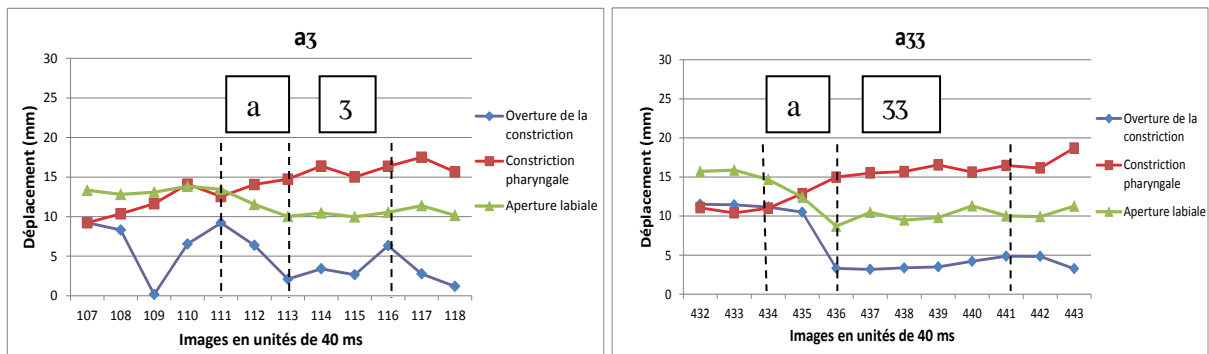 aʒ
30
25
20
15
10
5
0
Déplacement (mm)
a
ʒ
Overture de la
constriction
Constriction
pharyngale
Aperture labiale
107 108 109 110 111 112 113 114 115 116 117 118
Images en unités de 40 ms
aʒʒ
30
25
20
15
10
5
0
Déplacement (mm)
a
ʒʒ
Overture de la
constriction
Constriction
pharyngale
Aperture labiale
432 433 434 435 436 437 438 439 440 441 442 443
Images en unités de 40 ms